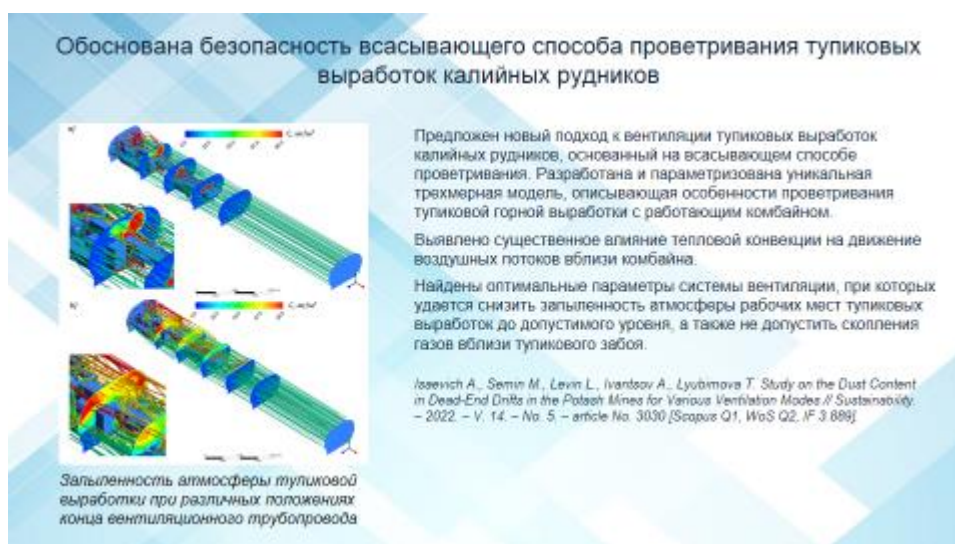 Обоснована безопасность всасывающего способа проветривания тупиковых
выработок калийных рудников
Предложен новый подход к вентиляции тупиковых выработок
калийных рудников, основанный на всасывающем способе
проветривания. Разработана и параметризована уникальная
трехмерная модель, описывающая особенности проветривания
тупиковой горной выработки с работающим комбайном.
Выявлено существенное влияние тепловой конвекции на движение
воздушных потоков вблизи комбайна.
Найдены оптимальные параметры системы вентиляции, при которых
удается снизить запыленность атмосферы рабочих мест тупиковых
выработок до допустимого уровня, а также не допустить скопления
газов вблизи тупикового забоя.
Isaevich A., Semin M., Levin L., Ivantsov A., Lyubimova T. Study on the Dust Content
in Dead-End Drifts in the Potash Mines for Various Ventilation Modes // Sustainability.
– 2022. – V. 14. – No. 5. – article No. 3030 [Scopus Q1, WoS Q2, IF 3.889].
Запыленность атмосферы тупиковой
выработки при различных положениях
конца вентиляционного трубопровода